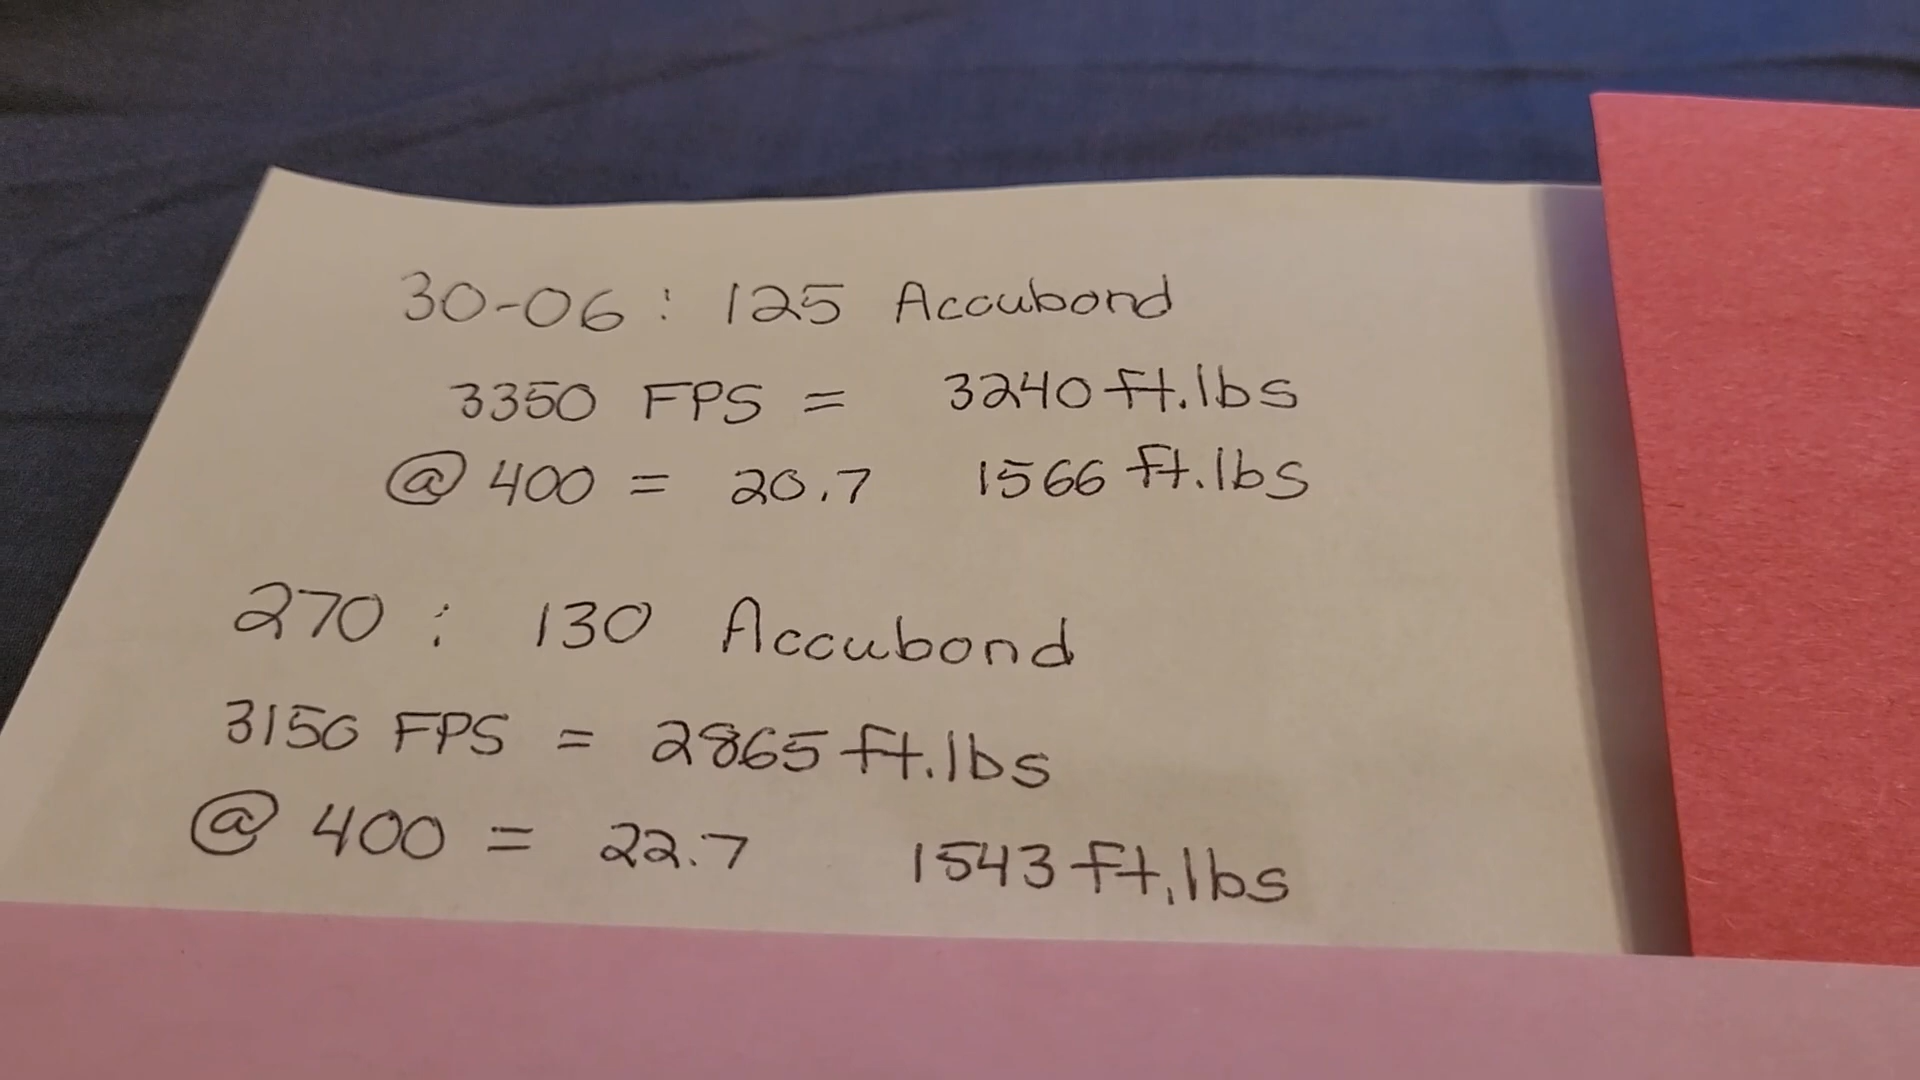 30-06 : 125 Accubond
3350 FPS = 3240 ft.lbs
@ 400 = 20.7 1566 ft.lbs
270 : 130 Accubond
3150 FPS = 2865 ft.lbs
@ 400 = 22.7 1543 ft.lbs